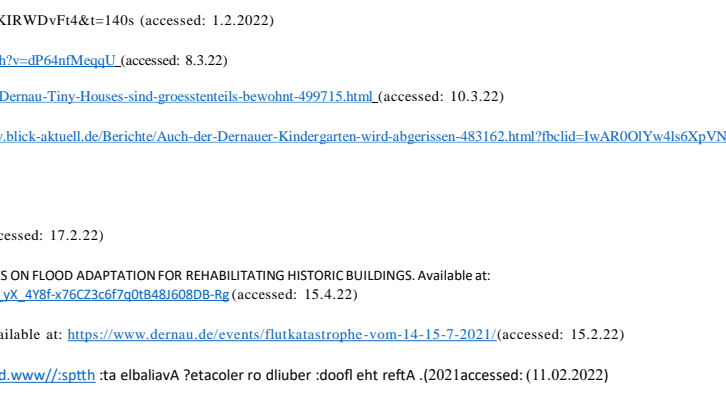 KIRWDvFt4&t=140s (accessed: 1.2.2022)
h?v=dP64nfMeqqU (accessed: 8.3.22)
Dernau-Tiny-Houses-sind-groesstenteils-bewohnt-499715.html (accessed: 10.3.22)
.blick-aktuell.de/Berichte/Auch-der-Dernauer-Kindergarten-wird-abgerissen-483162.html?fbclid=IwAR0OlYw4ls6XpVN
cessed: 17.2.22)
S ON FLOOD ADAPTATION FOR REHABILITATING HISTORIC BUILDINGS. Available at:
_yX_4Y8f-x76CZ3c6f7q0tB48J608DB-Rg (accessed: 15.4.22)
ailable at: https://www.dernau.de/events/flutkatastrophe-vom-14-15-7-2021/(accessed: 15.2.22)
d.www//:sptth :ta elbaliavA ?etacoler ro dliuber :doofl eht reftA .(2021accessed: (11.02.2022)